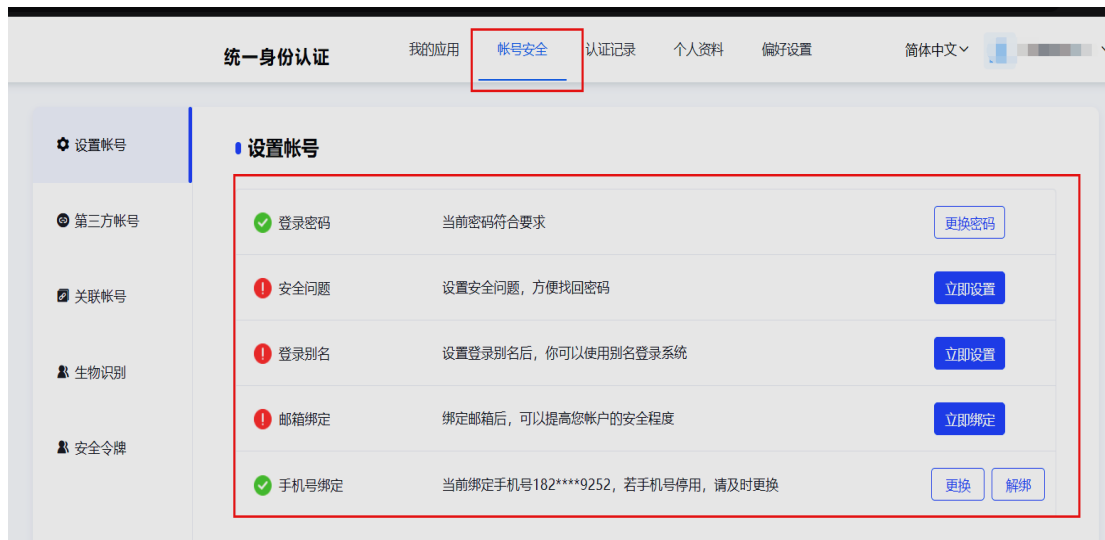 统一身份认证 我的应用 帐号安全 认证记录 个人资料 偏好设置 简体中文
设置帐号
第三方帐号
关联帐号
生物识别
安全令牌
设置帐号
登录密码 当前密码符合要求 更换密码
安全问题 设置安全问题，方便找回密码 立即设置
登录别名 设置登录别名后，你可以使用别名登录系统 立即设置
邮箱绑定 绑定邮箱后，可以提高您帐户的安全程度 立即绑定
手机号绑定 当前绑定手机号182****9252，若手机号停用，请及时更换 更换 解绑